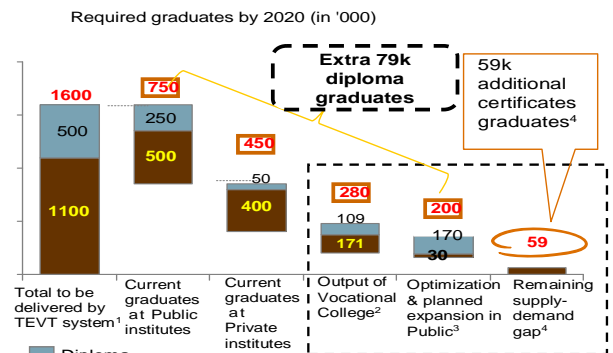 Required graduates by 2020 (in '000)
Extra 79k
diploma
graduates
59k
additional
certificates
graduates⁴
1600
500
1100
750
250
500
450
50
400
280
109
171
200
170
30
59
Total to be
delivered by
TEVT system¹
Current
graduates
at Public
institutes
Current
graduates
at
Private
institutes
Output of
Vocational
College²
Optimization
& planned
expansion in
Public³
Remaining
supply-
demand
gap⁴
Diploma